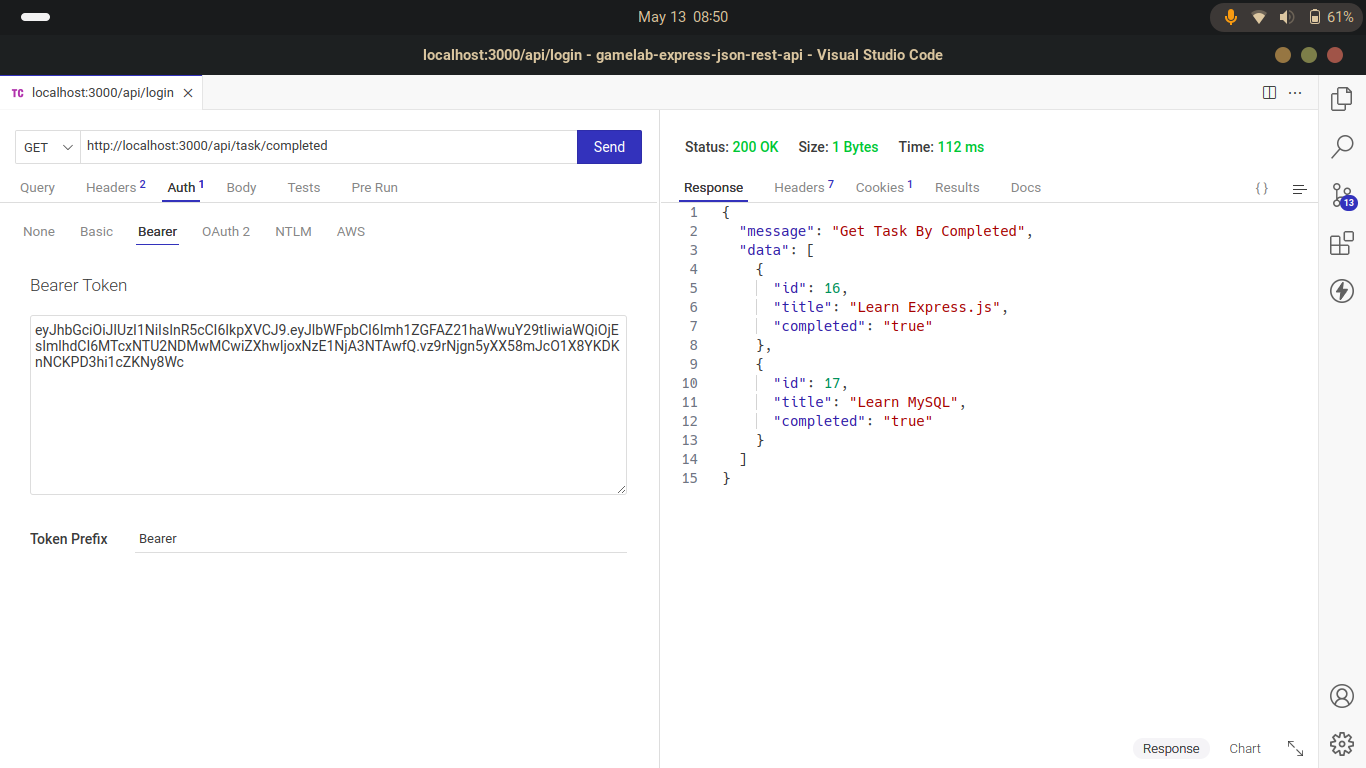 May 13 08:50
61%
localhost:3000/api/login - gamelab-express-json-rest-api - Visual Studio Code
TC localhost:3000/api/login
GET http://localhost:3000/api/task/completed Send
Query Headers 2 Auth 1 Body Tests Pre Run
None Basic Bearer OAuth 2 NTLM AWS
Bearer Token
eyJhbGciOiJIUzI1NiIsInR5cCI6IkpXVCJ9.eyJlbWFpbCI6Imh1ZGFAZ21haWwuY29tIiwiaWQiOjE
sImlhdCI6MTcxNTU2NDMwMCwiZXhwIjoxNzE1NjA3NTAwfQ.vz9rNjgn5yXX58mJcO1X8YKDK
nNCKPD3hi1cZKNy8Wc
Token Prefix Bearer
Status: 200 OK Size: 1 Bytes Time: 112 ms
Response Headers 7 Cookies 1 Results Docs { }
1 {
2 "message": "Get Task By Completed",
3 "data": [
4 {
5 "id": 16,
6 "title": "Learn Express.js",
7 "completed": "true"
8 },
9 {
10 "id": 17,
11 "title": "Learn MySQL",
12 "completed": "true"
13 }
14 ]
15 }
Response Chart
13